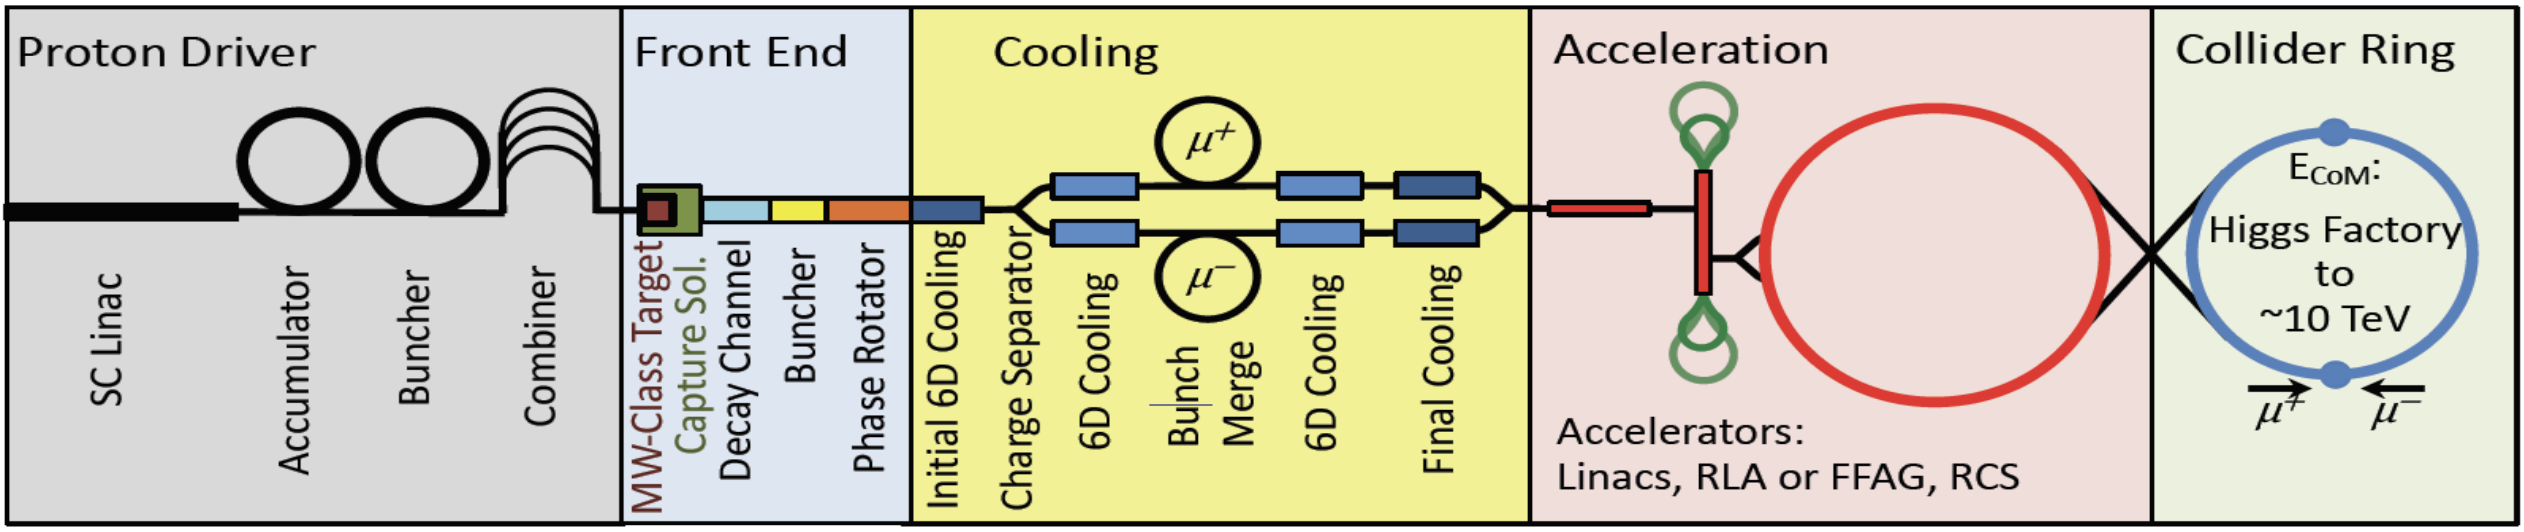 Proton Driver
SC Linac
Accumulator
Buncher
Combiner
Front End
MW-Class Target
Capture Sol.
Decay Channel
Buncher
Phase Rotator
Cooling
μ+
μ−
Initial 6D Cooling
Charge Separator
6D Cooling
Bunch
Merge
6D Cooling
Final Cooling
Acceleration
Accelerators:
Linacs, RLA or FFAG, RCS
Collider Ring
ECoM:
Higgs Factory
to
~10 TeV
μ+ μ−